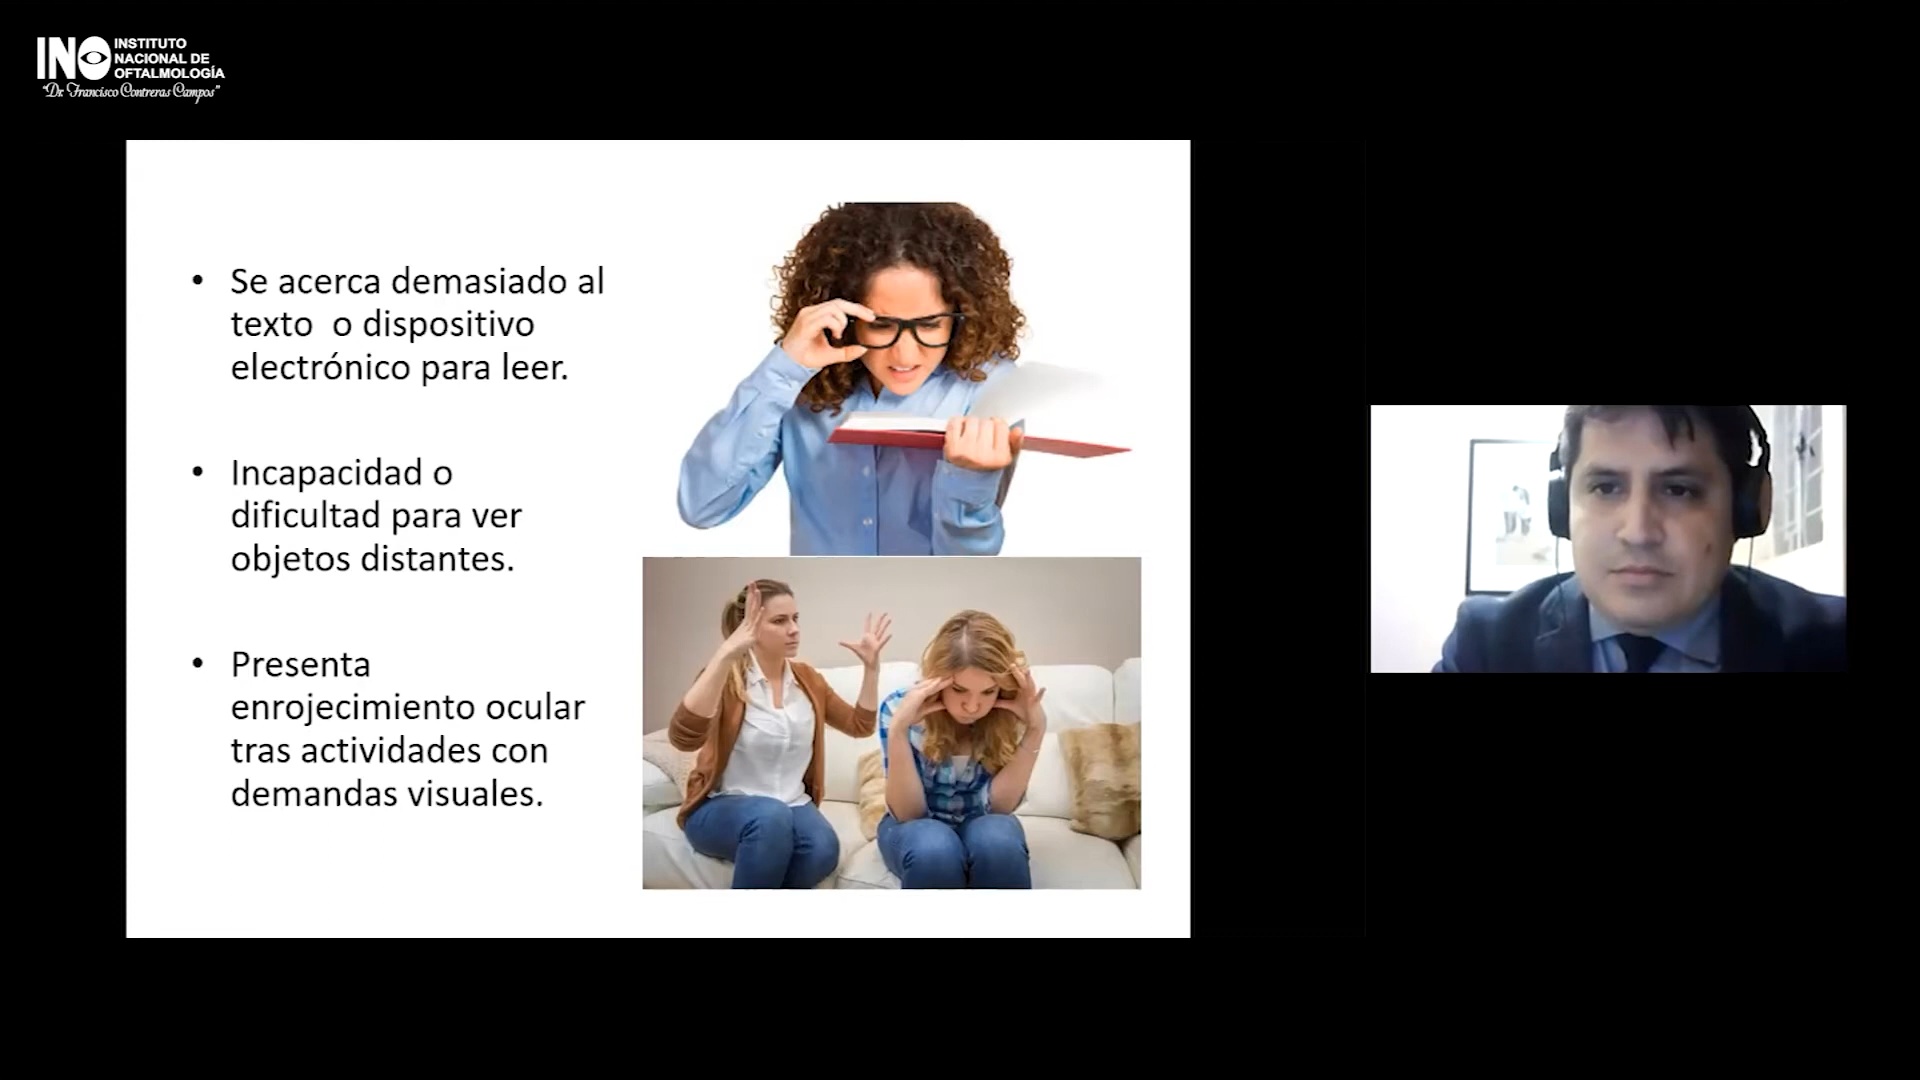 INO
INSTITUTO
NACIONAL DE
OFTALMOLOGÍA
"Dr. Francisco Contreras Campos"
• Se acerca demasiado al
texto o dispositivo
electrónico para leer.
• Incapacidad o
dificultad para ver
objetos distantes.
• Presenta
enrojecimiento ocular
tras actividades con
demandas visuales.